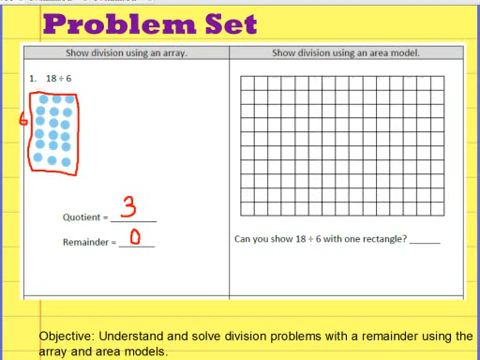 Problem Set
Show division using an array.
Show division using an area model.
1. 18 ÷ 6
6
Quotient = 3
Remainder = 0
Can you show 18 ÷ 6 with one rectangle? ______
Objective: Understand and solve division problems with a remainder using the
array and area models.